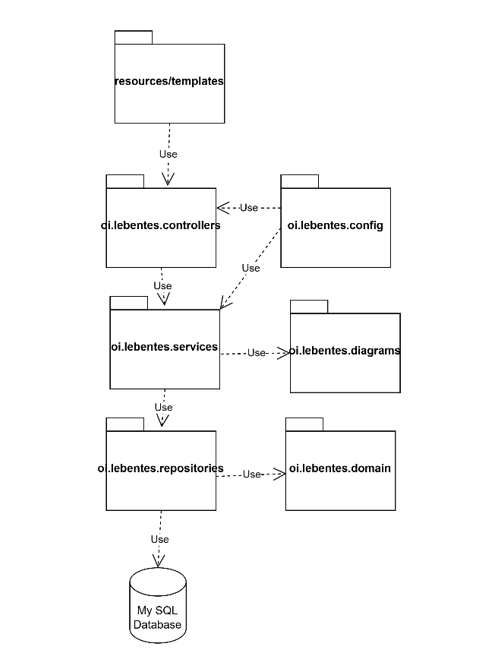 resources/templates
Use
oi.lebentes.controllers
Use
oi.lebentes.config
Use
Use
oi.lebentes.services
Use
oi.lebentes.diagrams
Use
oi.lebentes.repositories
Use
oi.lebentes.domain
Use
My SQL
Database